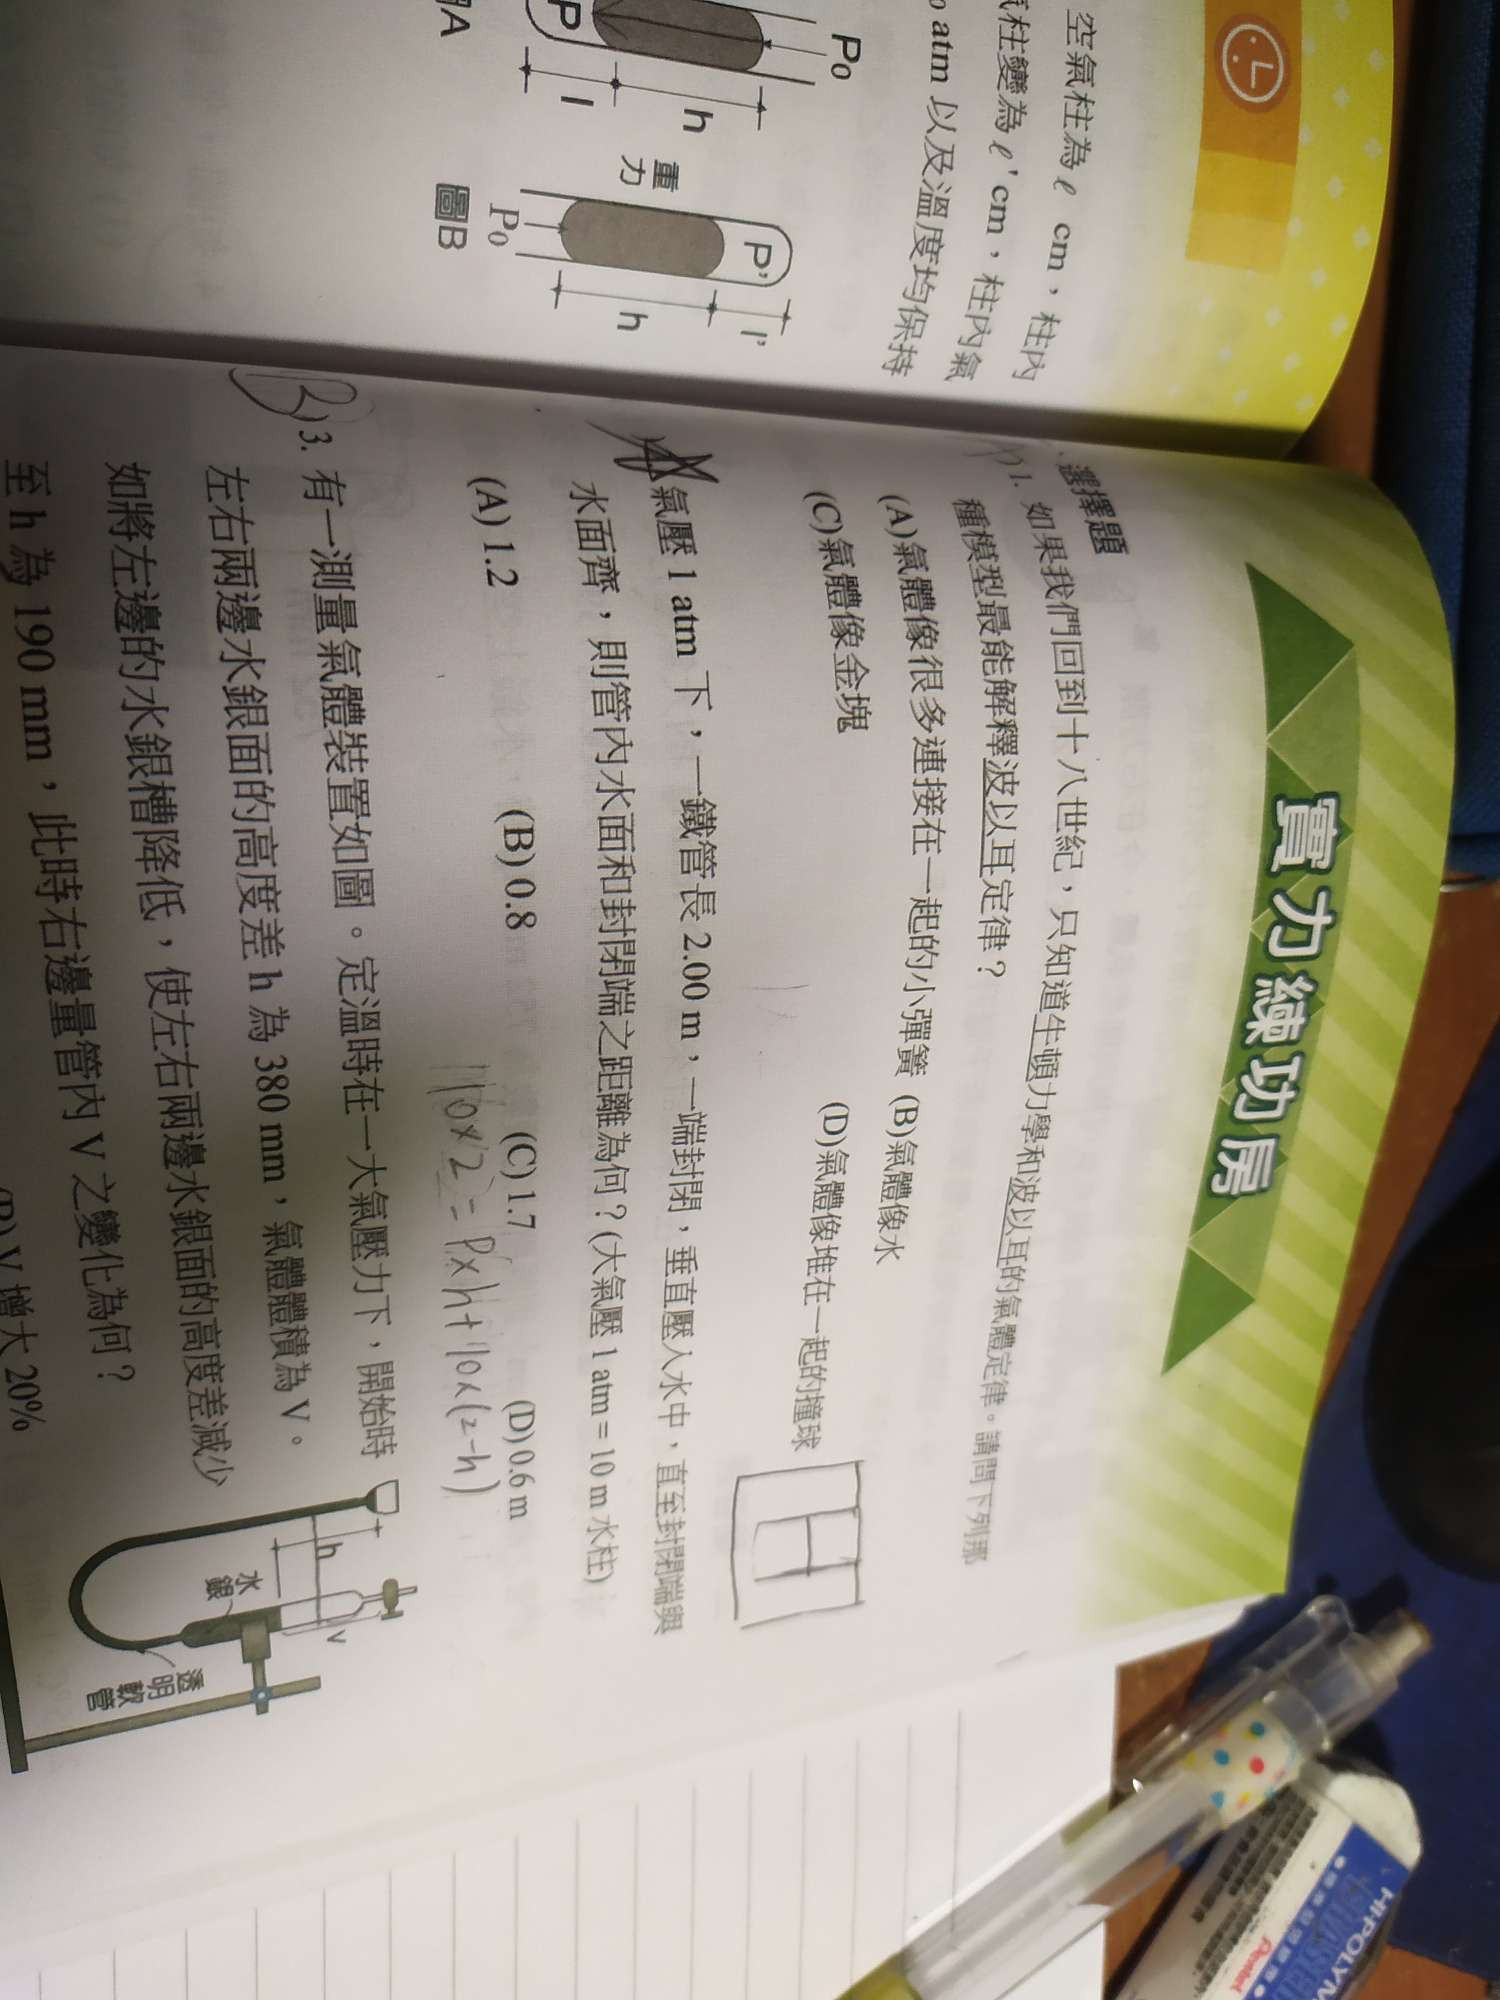 空氣柱為ℓ cm，柱內
柱變為ℓ'cm，柱內氣
atm 以及溫度均保持
P₀
P
h
l
A
重
力
P'
P₀
h
l'
圖B
實力練功房
選擇題
1. 如果我們回到十八世紀，只知道牛頓力學和波以耳的氣體定律。請問下列那
種模型最能解釋波以耳定律？
(A)氣體像很多連接在一起的小彈簧 (B)氣體像水
(C)氣體像金塊 (D)氣體像堆在一起的撞球
氣壓 1 atm 下，一鐵管長 2.00 m，一端封閉，垂直壓入水中，直至封閉端與
水面齊，則管內水面和封閉端之距離為何？(大氣壓 1 atm = 10 m 水柱)
(A) 1.2 (B) 0.8 (C) 1.7 (D) 0.6 m
10×2=P×h+10×(2-h)
B)3. 有一測量氣體裝置如圖。定溫時在一大氣壓力下，開始時
左右兩邊水銀面的高度差 h 為 380 mm，氣體體積為 V。
如將左邊的水銀槽降低，使左右兩邊水銀面的高度差減少
至 h 為 190 mm，此時右邊量管內 V 之變化為何？
(B) V 增大 20%
h
V
水
銀
透
明
軟
管
HI-POLYM
Pentel